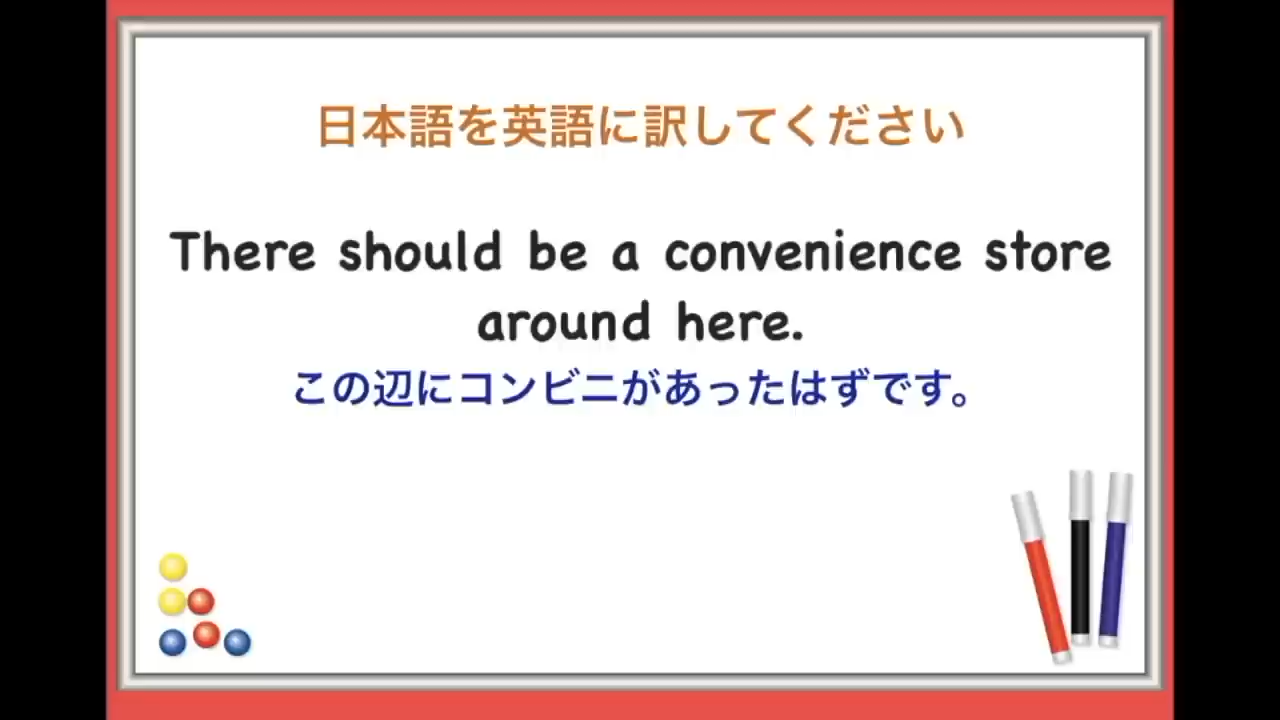 日本語を英語に訳してください
There should be a convenience store
around here.
この辺にコンビニがあったはずです。